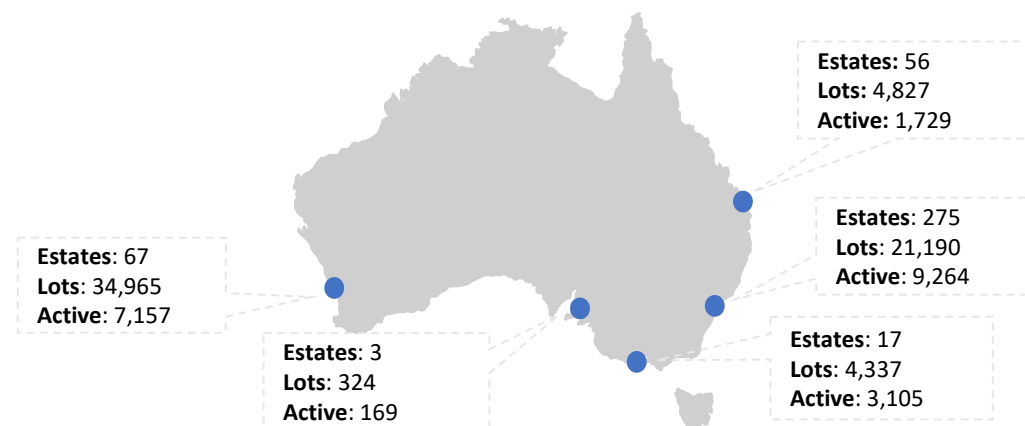 Estates: 56
Lots: 4,827
Active: 1,729
Estates: 275
Lots: 21,190
Active: 9,264
Estates: 67
Lots: 34,965
Active: 7,157
Estates: 3
Lots: 324
Active: 169
Estates: 17
Lots: 4,337
Active: 3,105